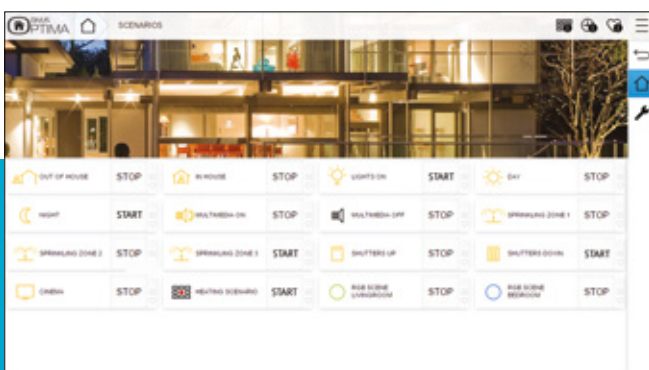 DOMUS
OPTIMA
SCENARIOS
OUT OF HOUSE STOP
IN HOUSE STOP
LIGHTS ON START
DAY STOP
NIGHT START
MULTIMEDIA ON STOP
MULTIMEDIA OFF STOP
SPRINKLING ZONE 1 STOP
SPRINKLING ZONE 2 STOP
SPRINKLING ZONE 3 START
SHUTTERS UP STOP
SHUTTERS DOWN START
CINEMA STOP
HEATING SCENARIO START
RGB SCENE
LIVINGROOM STOP
RGB SCENE
BEDROOM STOP